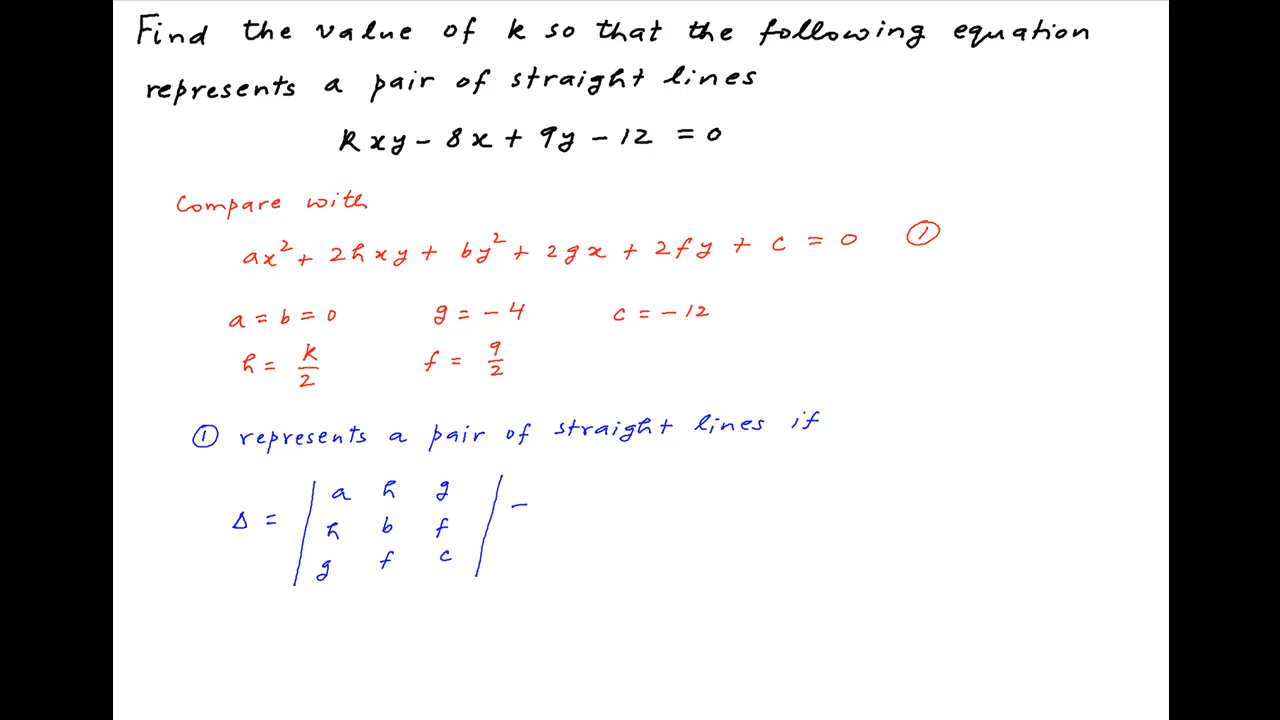 Find the value of k so that the following equation
represents a pair of straight lines
kxy - 8x + 9y - 12 = 0
Compare with
ax² + 2hxy + by² + 2gx + 2fy + c = 0 ①
a = b = 0 g = -4 c = -12
h = k/2 f = 9/2
① represents a pair of straight lines if
Δ = | a h g | -
| h b f |
| g f c |